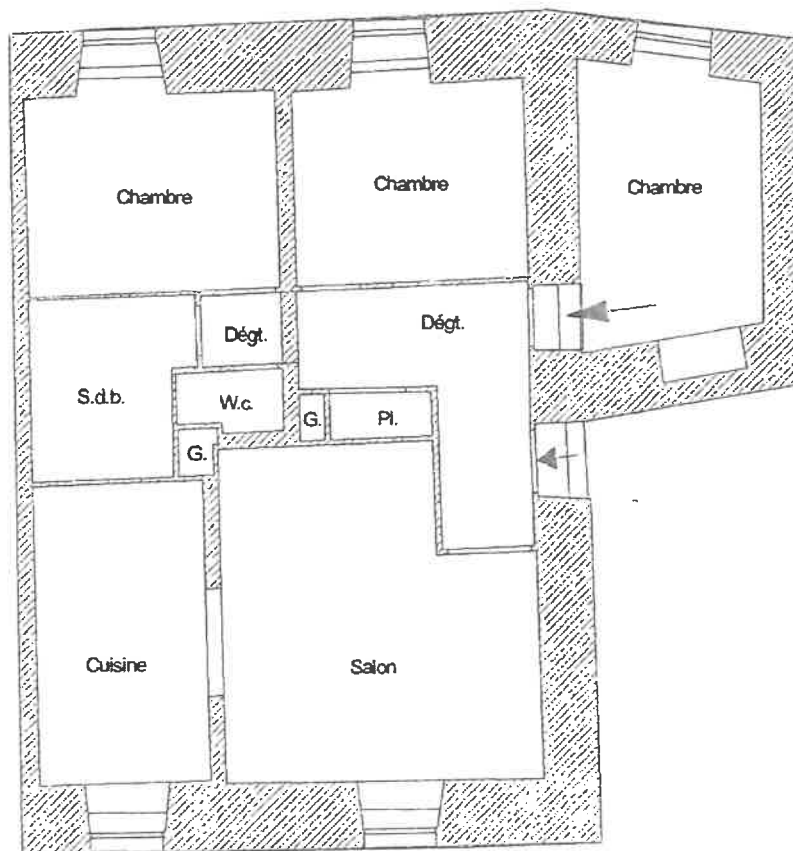 Chambre
Chambre
Chambre
Dégt.
Dégt.
S.d.b.
W.c.
G.
Pl.
G.
Cuisine
Salon